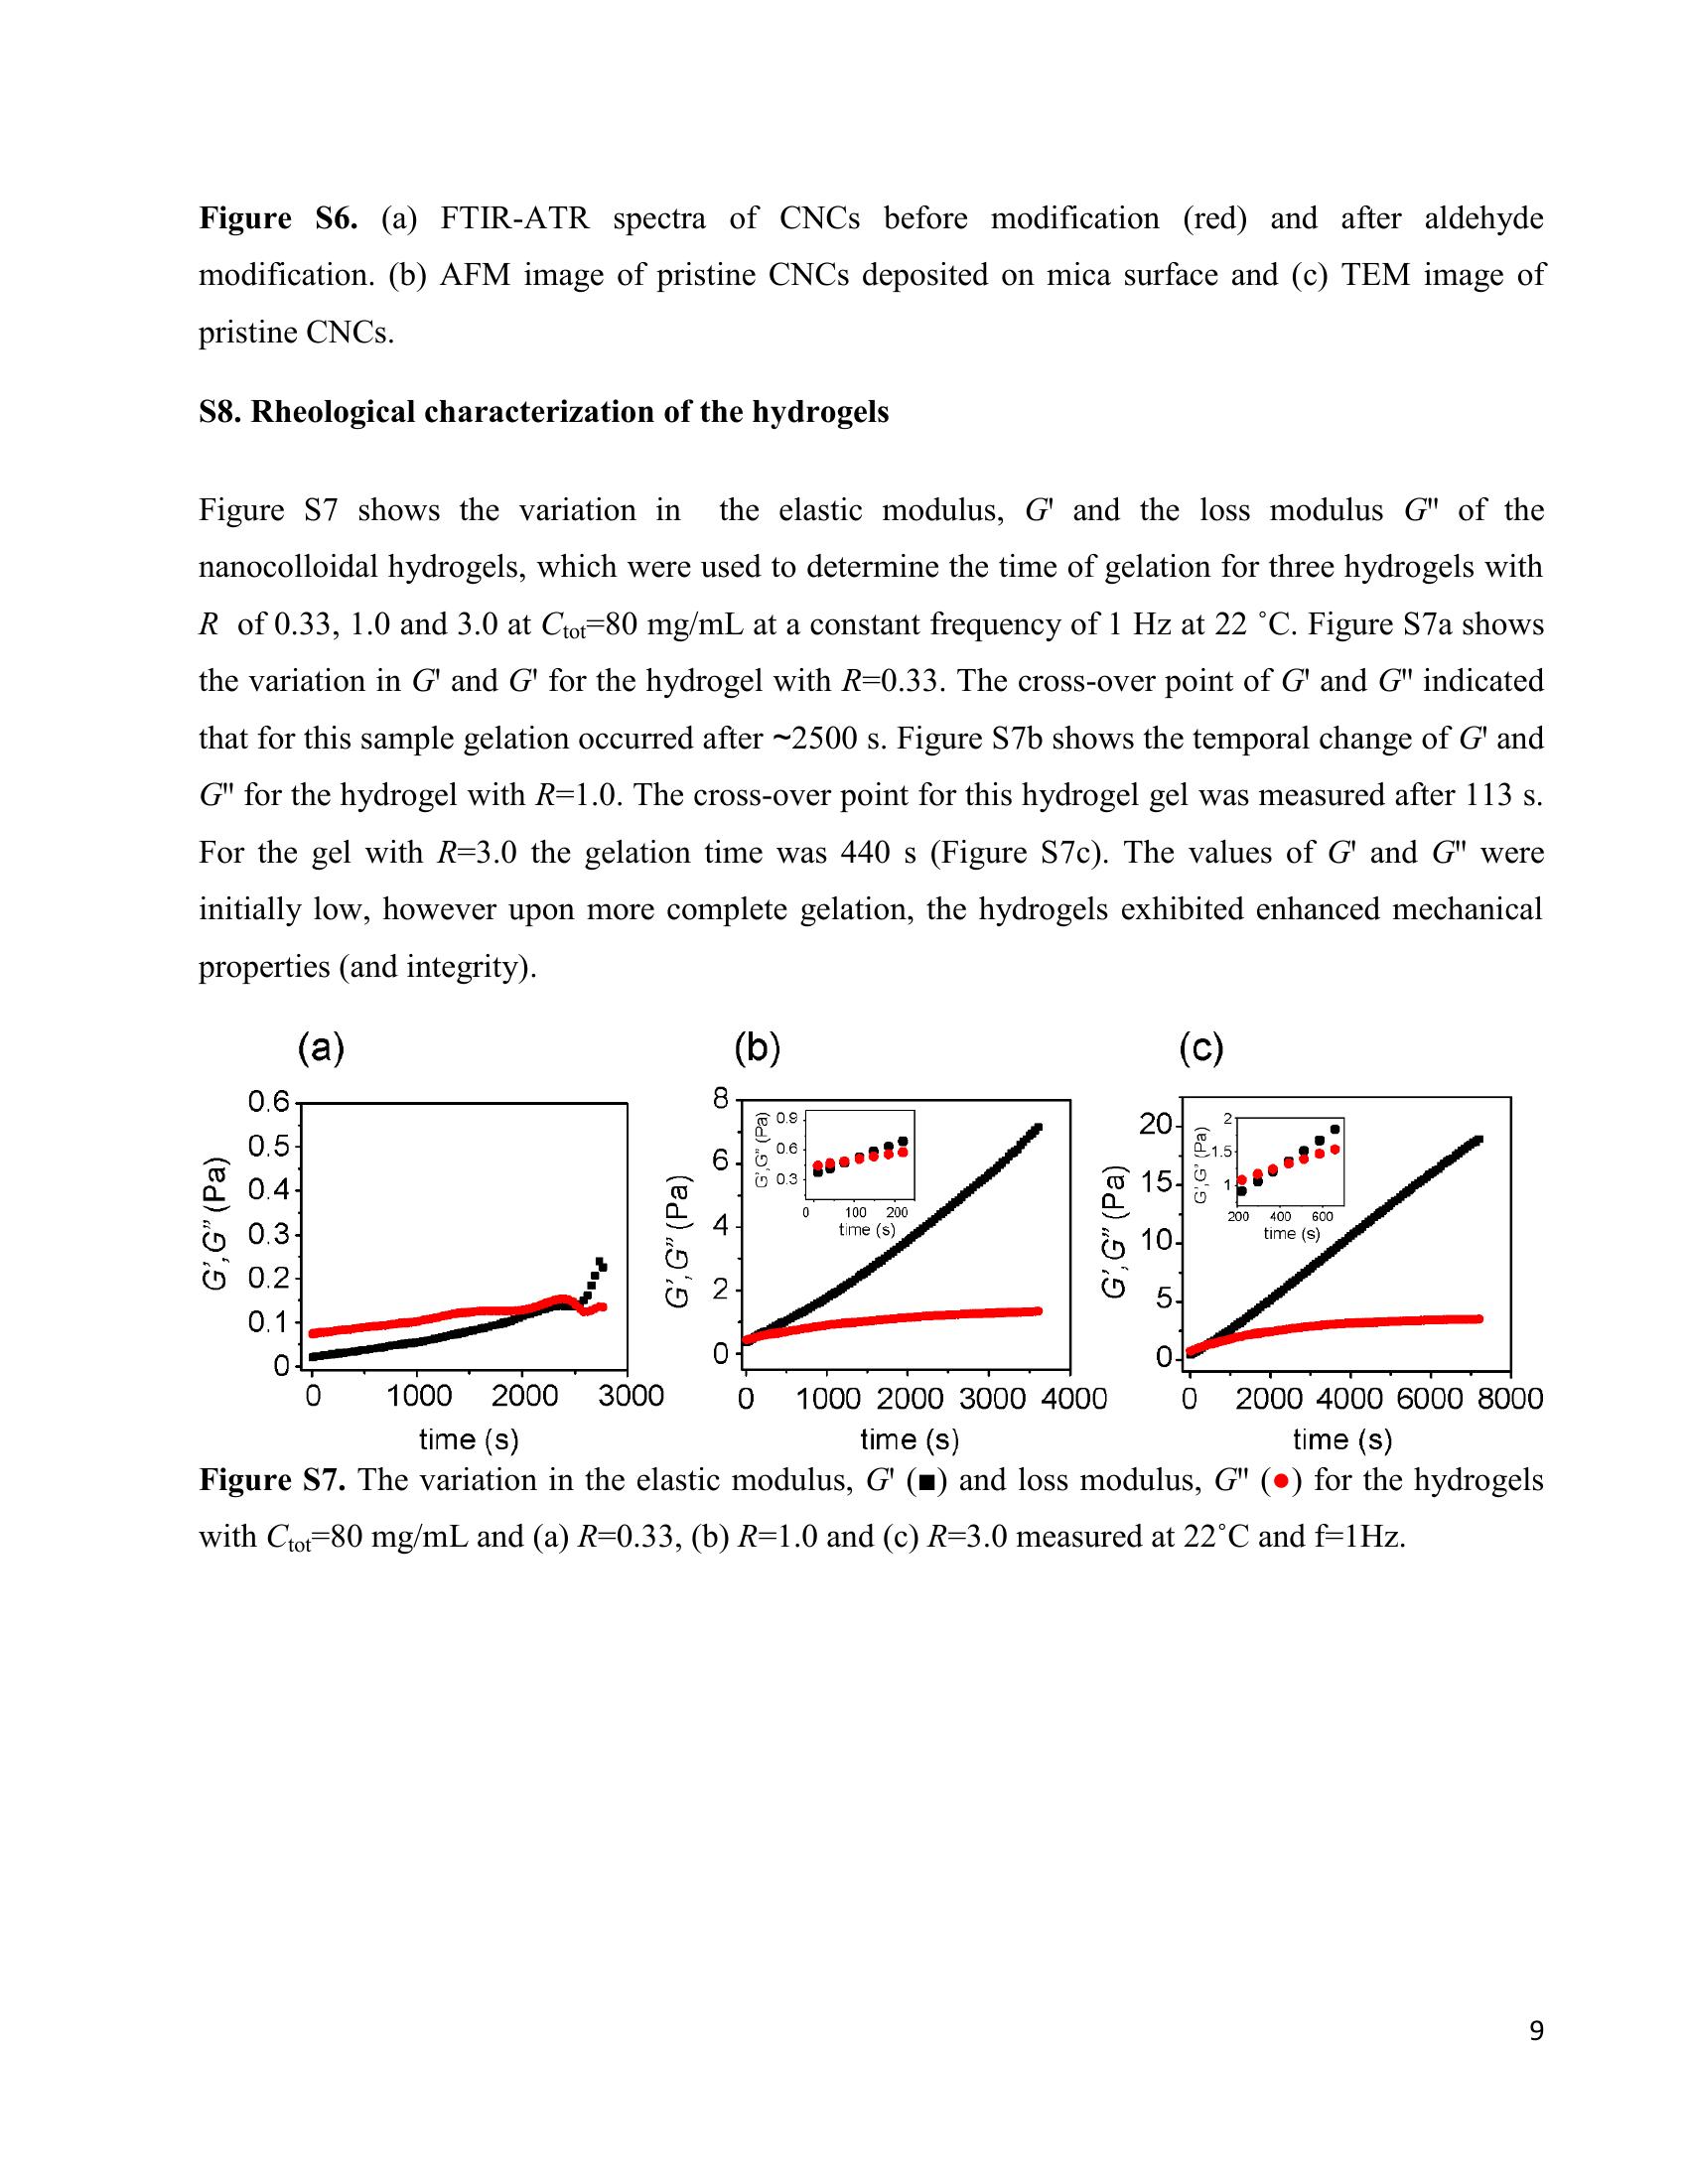 Figure S6. (a) FTIR-ATR spectra of CNCs before modification (red) and after aldehyde
modification. (b) AFM image of pristine CNCs deposited on mica surface and (c) TEM image of
pristine CNCs.
S8. Rheological characterization of the hydrogels
Figure S7 shows the variation in the elastic modulus, G' and the loss modulus G" of the
nanocolloidal hydrogels, which were used to determine the time of gelation for three hydrogels with
R of 0.33, 1.0 and 3.0 at Ctot=80 mg/mL at a constant frequency of 1 Hz at 22 ˚C. Figure S7a shows
the variation in G' and G' for the hydrogel with R=0.33. The cross-over point of G' and G" indicated
that for this sample gelation occurred after ~2500 s. Figure S7b shows the temporal change of G' and
G" for the hydrogel with R=1.0. The cross-over point for this hydrogel gel was measured after 113 s.
For the gel with R=3.0 the gelation time was 440 s (Figure S7c). The values of G' and G" were
initially low, however upon more complete gelation, the hydrogels exhibited enhanced mechanical
properties (and integrity).
(a)
G',G" (Pa)
0.6
0.5
0.4
0.3
0.2
0.1
0
0 1000 2000 3000
time (s)
(b)
G',G" (Pa)
8
6
4
2
0
G',G" (Pa)
0.9
0.6
0.3
0 100 200
time (s)
0 1000 2000 3000 4000
time (s)
(c)
G',G" (Pa)
20
15
10
5
0
G',G' (Pa)
2
1.5
1
200 400 600
time (s)
0 2000 4000 6000 8000
time (s)
Figure S7. The variation in the elastic modulus, G' (■) and loss modulus, G" (●) for the hydrogels
with Ctot=80 mg/mL and (a) R=0.33, (b) R=1.0 and (c) R=3.0 measured at 22˚C and f=1Hz.
9